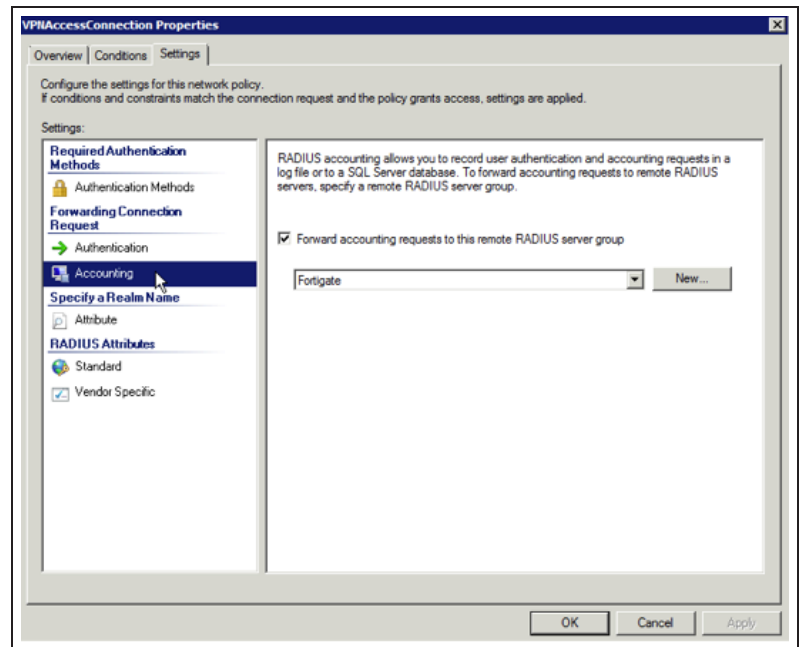 VPNAccessConnection Properties
Overview Conditions Settings
Configure the settings for this network policy.
If conditions and constraints match the connection request and the policy grants access, settings are applied.
Settings:
Required Authentication
Methods
Authentication Methods
Forwarding Connection
Request
Authentication
Accounting
Specify a Realm Name
Attribute
RADIUS Attributes
Standard
Vendor Specific
RADIUS accounting allows you to record user authentication and accounting requests in a
log file or to a SQL Server database. To forward accounting requests to remote RADIUS
servers, specify a remote RADIUS server group.
Forward accounting requests to this remote RADIUS server group
Fortigate New...
OK Cancel Apply